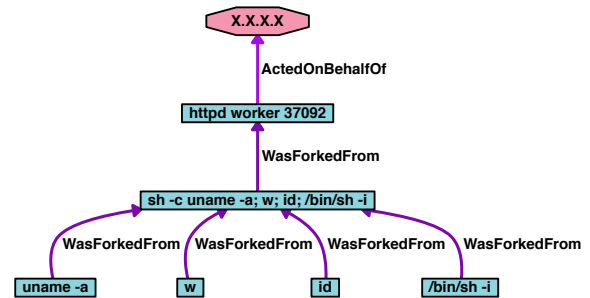 X.X.X.X
ActedOnBehalfOf
httpd worker 37092
WasForkedFrom
sh -c uname -a; w; id; /bin/sh -i
WasForkedFrom WasForkedFrom WasForkedFrom WasForkedFrom
uname -a w id /bin/sh -i